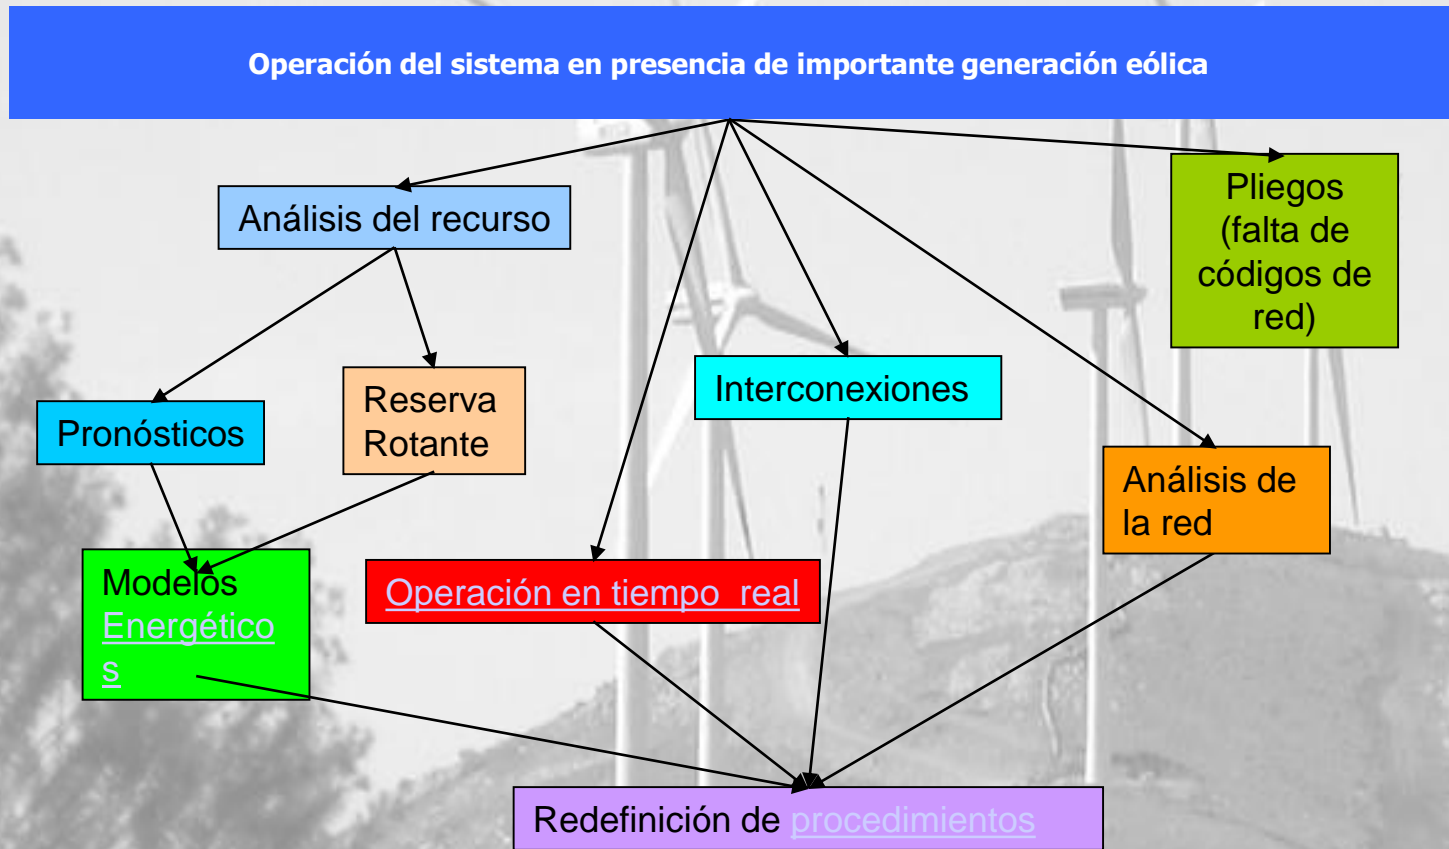 Operación del sistema en presencia de importante generación eólica
Análisis del recurso
Pliegos
(falta de
códigos de
red)
Pronósticos
Reserva
Rotante
Interconexiones
Análisis de
la red
Modelos
Energético
s
Operación en tiempo  real
Redefinición de procedimientos